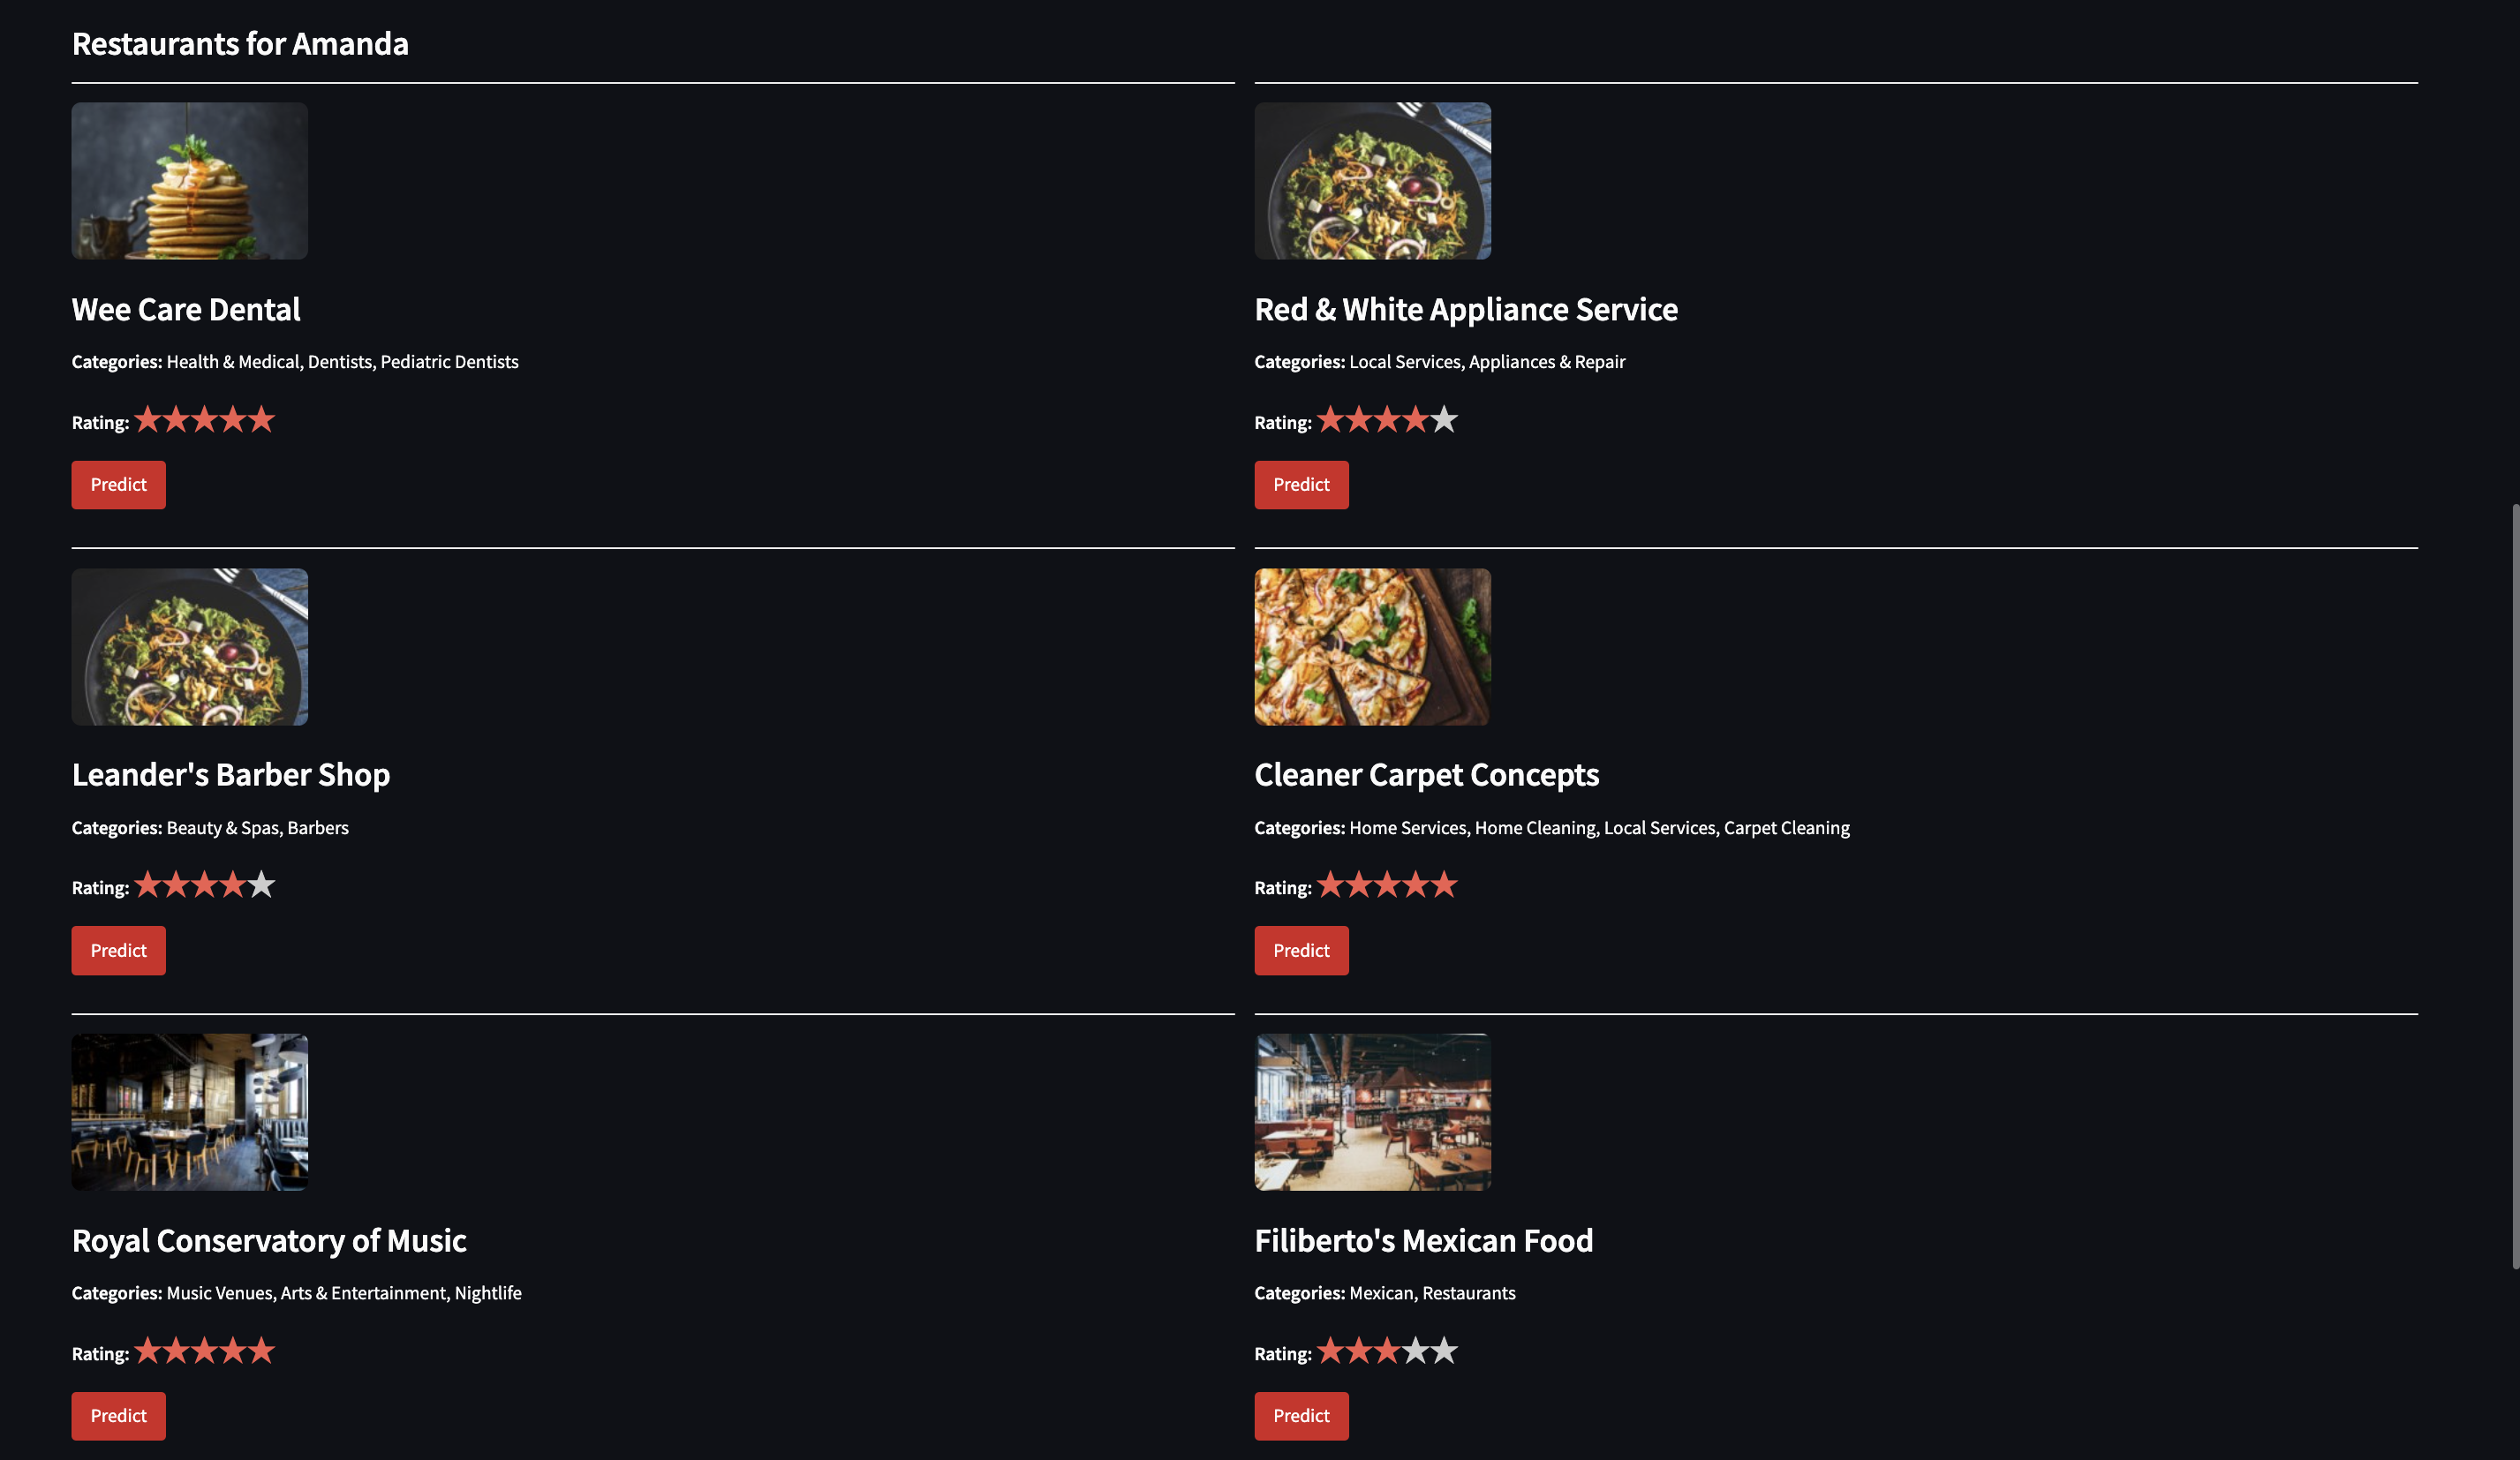 Restaurants for Amanda
Wee Care Dental
Categories: Health & Medical, Dentists, Pediatric Dentists
Rating:
Predict
Red & White Appliance Service
Categories: Local Services, Appliances & Repair
Rating:
Predict
Leander's Barber Shop
Categories: Beauty & Spas, Barbers
Rating:
Predict
Cleaner Carpet Concepts
Categories: Home Services, Home Cleaning, Local Services, Carpet Cleaning
Rating:
Predict
Royal Conservatory of Music
Categories: Music Venues, Arts & Entertainment, Nightlife
Rating:
Predict
Filiberto's Mexican Food
Categories: Mexican, Restaurants
Rating:
Predict